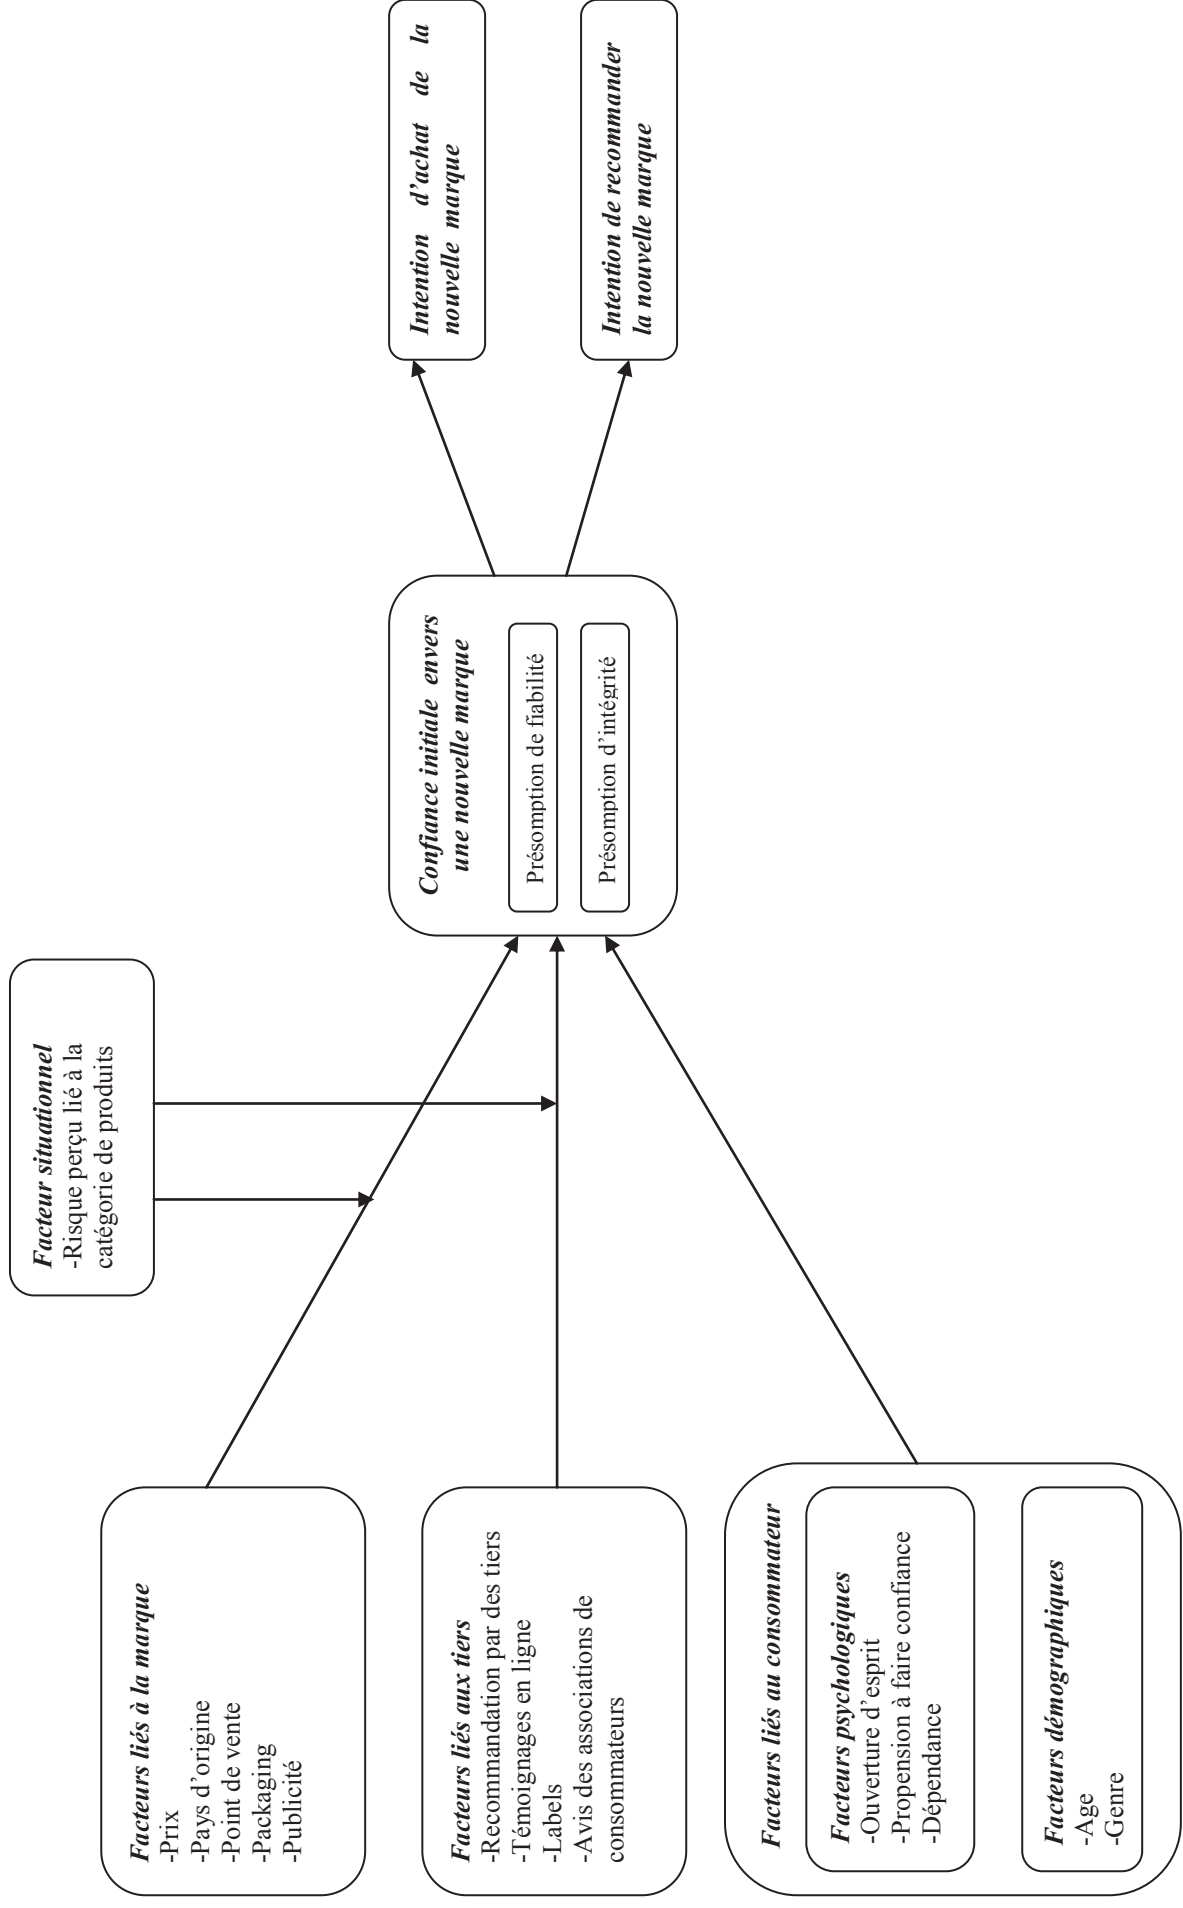 Facteur situationnel
-Risque perçu lié à la
catégorie de produits
Facteurs liés à la marque
-Prix
-Pays d'origine
-Point de vente
-Packaging
-Publicité
Facteurs liés aux tiers
-Recommandation par des tiers
-Témoignages en ligne
-Labels
-Avis des associations de
consommateurs
Facteurs liés au consommateur
Facteurs psychologiques
-Ouverture d'esprit
-Propension à faire confiance
-Dépendance
Facteurs démographiques
-Age
-Genre
Confiance initiale envers
une nouvelle marque
Présomption de fiabilité
Présomption d'intégrité
Intention d'achat de la
nouvelle marque
Intention de recommander
la nouvelle marque